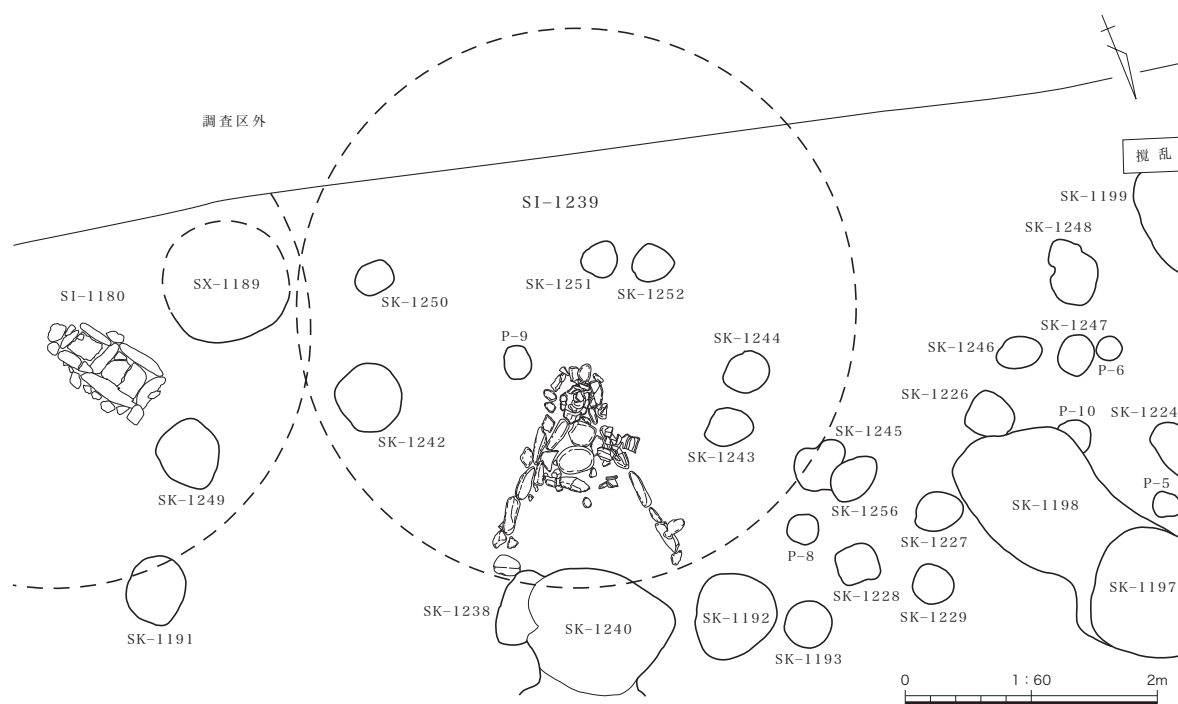 調査区外
攪乱
SK-1199
SI-1239
SK-1248
SX-1189
SK-1251
SK-1252
SI-1180
SK-1250
P-9
SK-1244
SK-1247
SK-1246
P-6
SK-1226
P-10
SK-1224
SK-1242
SK-1245
SK-1243
SK-1249
P-5
SK-1256
SK-1198
SK-1227
P-8
SK-1228
SK-1197
SK-1238
SK-1240
SK-1192
SK-1229
SK-1191
SK-1193
0
1:60
2m